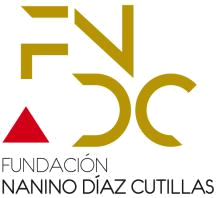 FN
DC
FUNDACIÓN
NANINO DÍAZ CUTILLAS